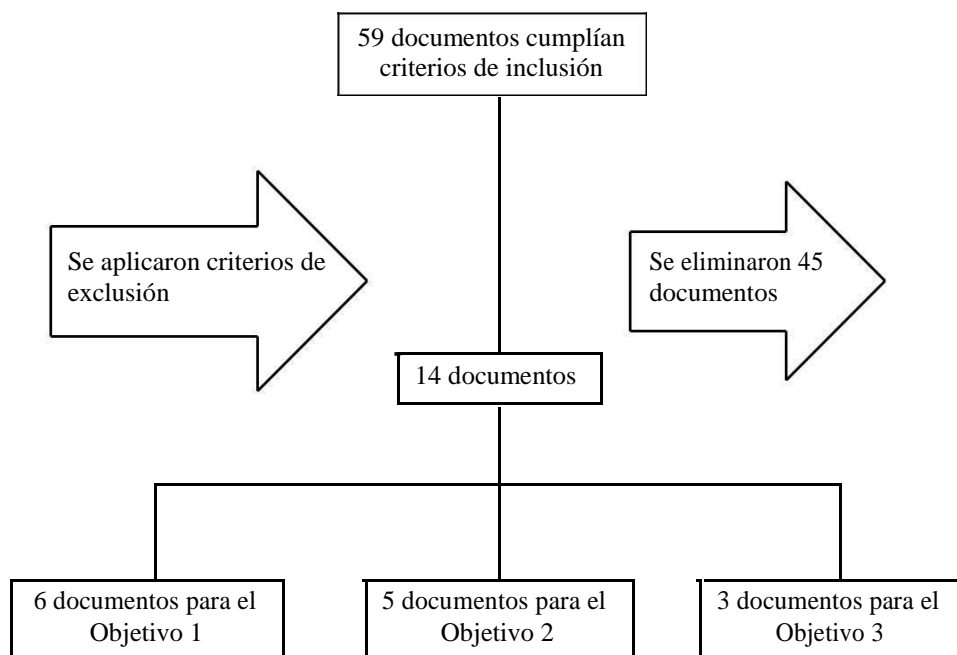 59 documentos cumplían
criterios de inclusión
Se aplicaron criterios de
exclusión
Se eliminaron 45
documentos
14 documentos
6 documentos para el
Objetivo 1
5 documentos para el
Objetivo 2
3 documentos para el
Objetivo 3